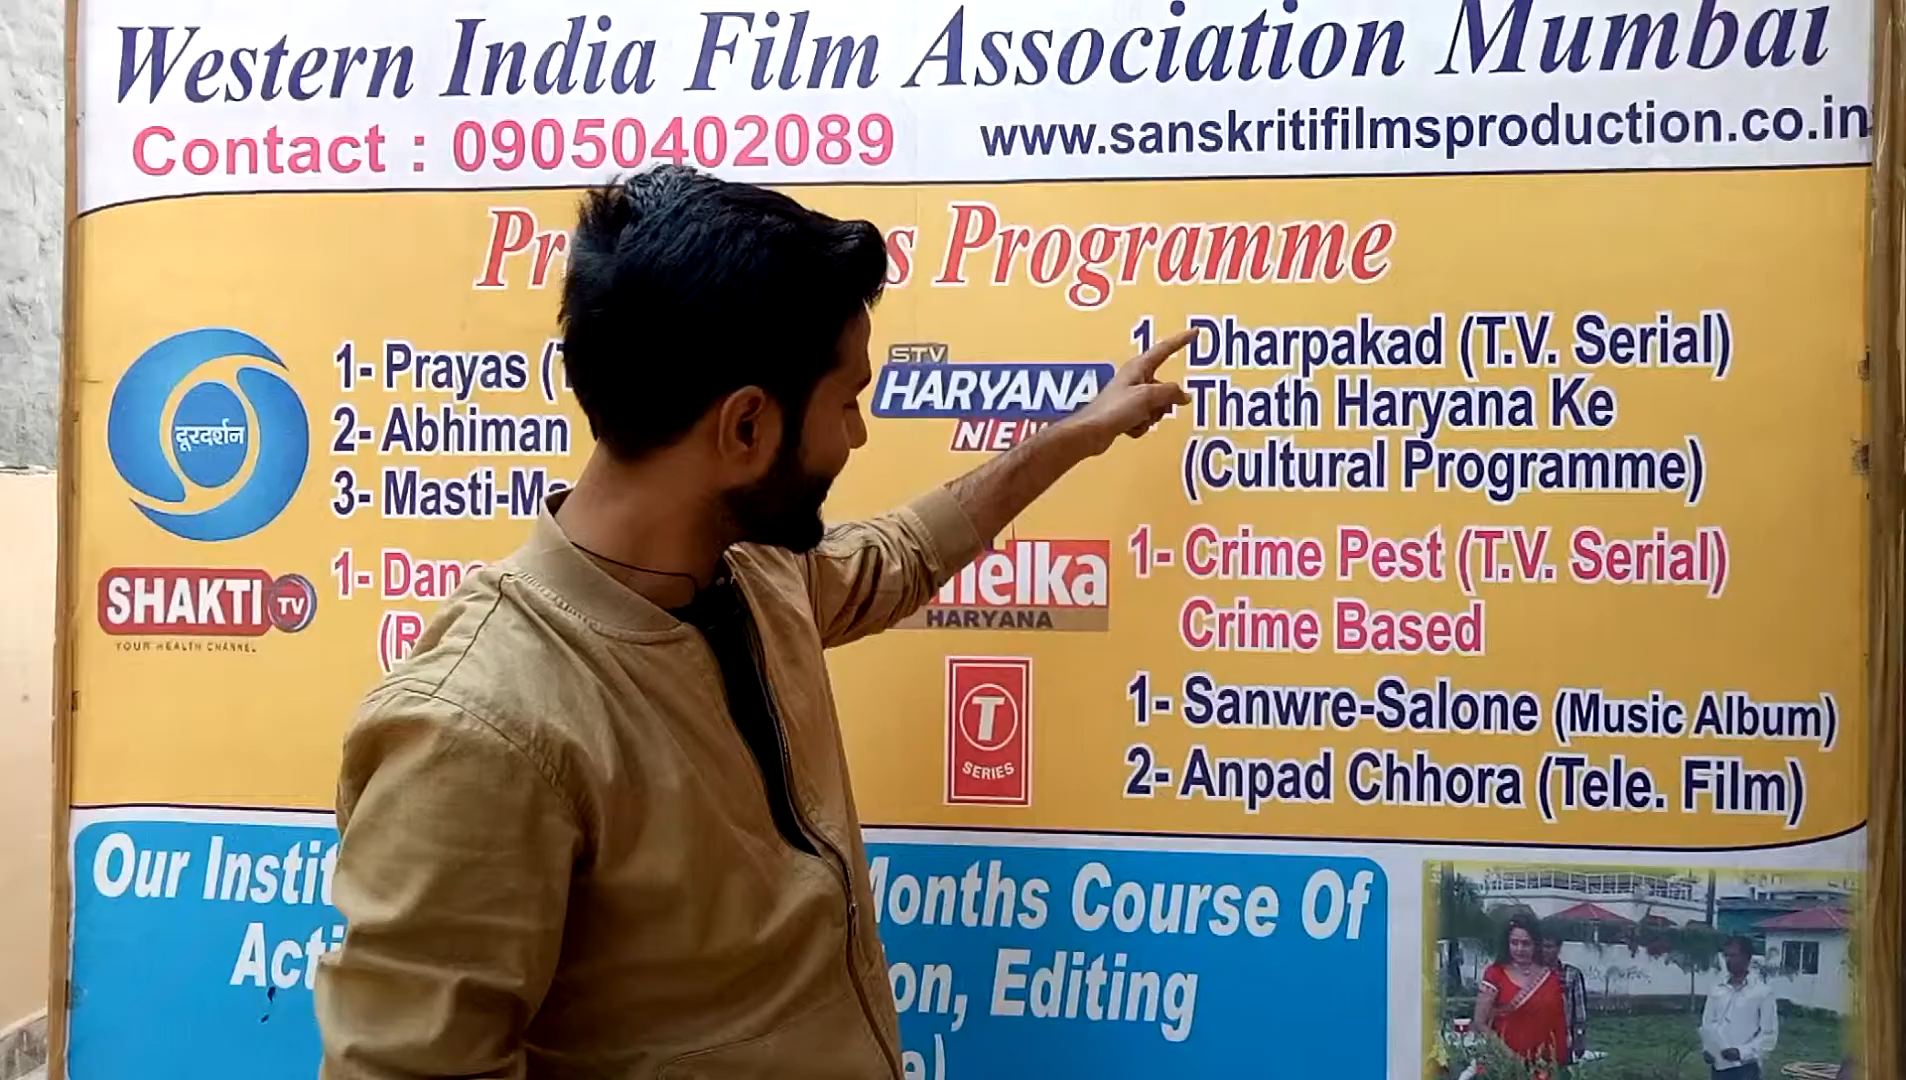 Western India Film Association Mumbai
Contact : 09050402089
www.sanskritifilmsproduction.co.in
Programme
दूरदर्शन
1- Prayas
2- Abhiman
3- Masti-
SHAKTI TV
YOUR HEALTH CHANNEL
1-
STV
HARYANA
1- Dharpakad (T.V. Serial)
Thath Haryana Ke
(Cultural Programme)
HARYANA
1- Crime Pest (T.V. Serial)
Crime Based
T
SERIES
1- Sanwre-Salone (Music Album)
2- Anpad Chhora (Tele. Film)
Our
Months Course Of
Editing